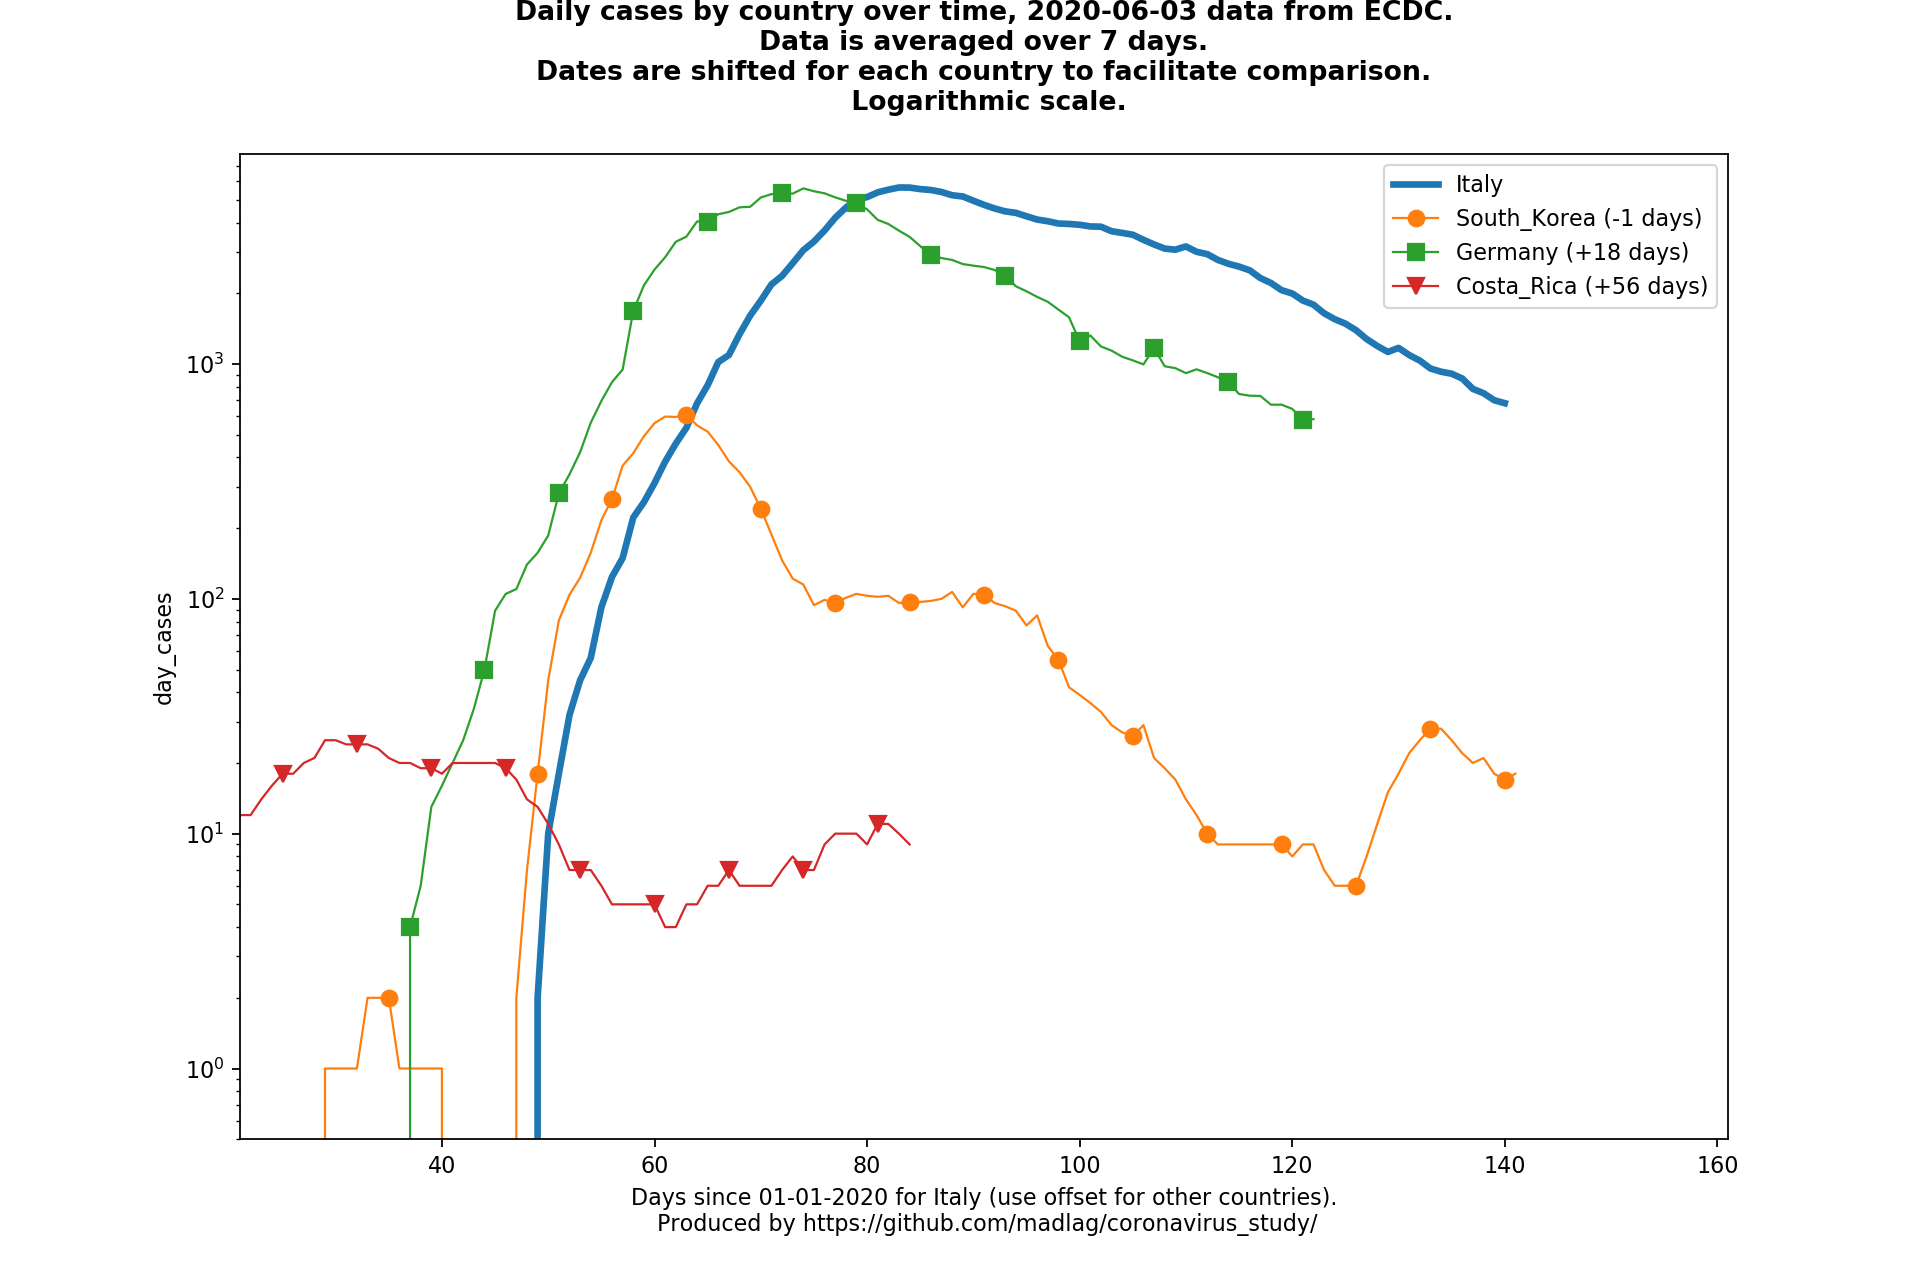 Daily cases by country over time, 2020-06-03 data from ECDC.
Data is averaged over 7 days.
Dates are shifted for each country to facilitate comparison.
Logarithmic scale.
Italy
South_Korea (-1 days)
Germany (+18 days)
Costa_Rica (+56 days)
day_cases
10³
10²
10¹
10⁰
40 60 80 100 120 140 160
Days since 01-01-2020 for Italy (use offset for other countries).
Produced by https://github.com/madlag/coronavirus_study/